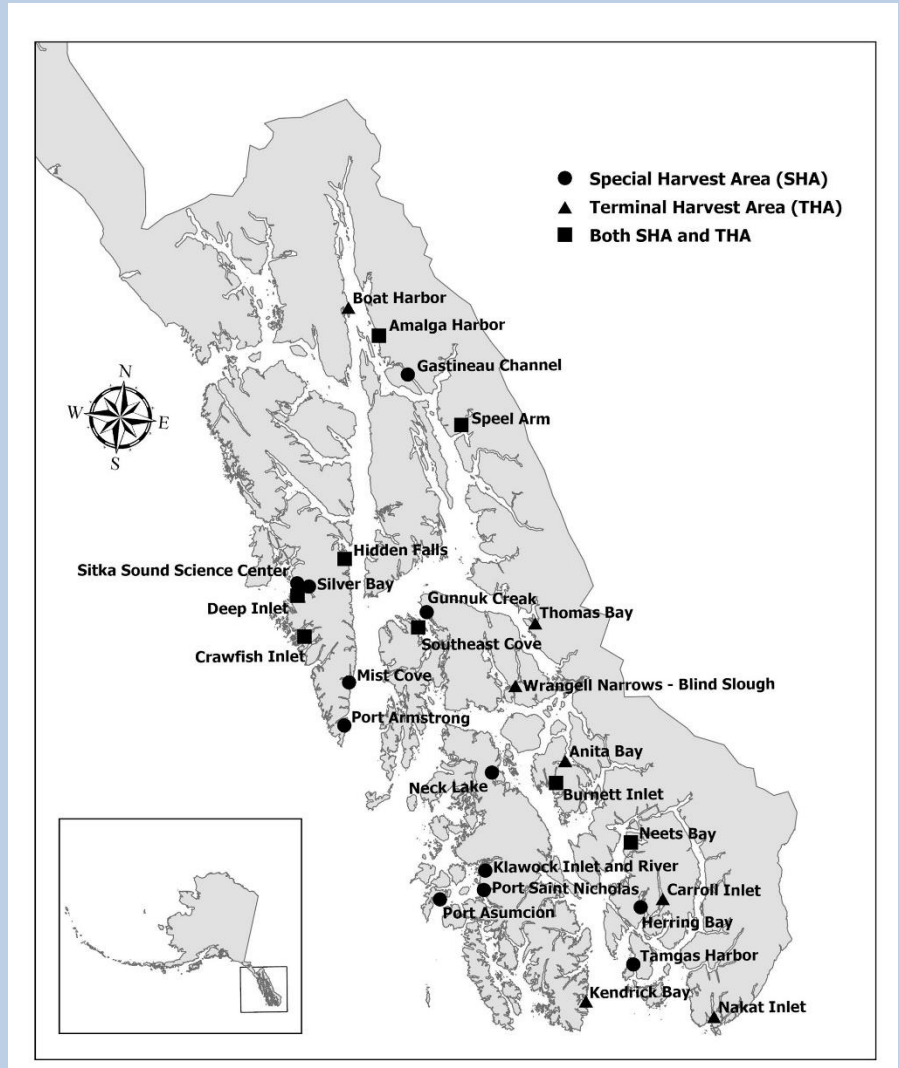 Special Harvest Area (SHA)
Terminal Harvest Area (THA)
Both SHA and THA
Boat Harbor
Amalga Harbor
Gastineau Channel
N
W
E
S
Speel Arm
Hidden Falls
Sitka Sound Science Center
Silver Bay
Deep Inlet
Gunnuk Creak
Thomas Bay
Southeast Cove
Crawfish Inlet
Mist Cove
Wrangell Narrows - Blind Slough
Port Armstrong
Anita Bay
Neck Lake
Burnett Inlet
Neets Bay
Klawock Inlet and River
Port Saint Nicholas
Carroll Inlet
Port Asumcion
Herring Bay
Tamgas Harbor
Kendrick Bay
Nakat Inlet